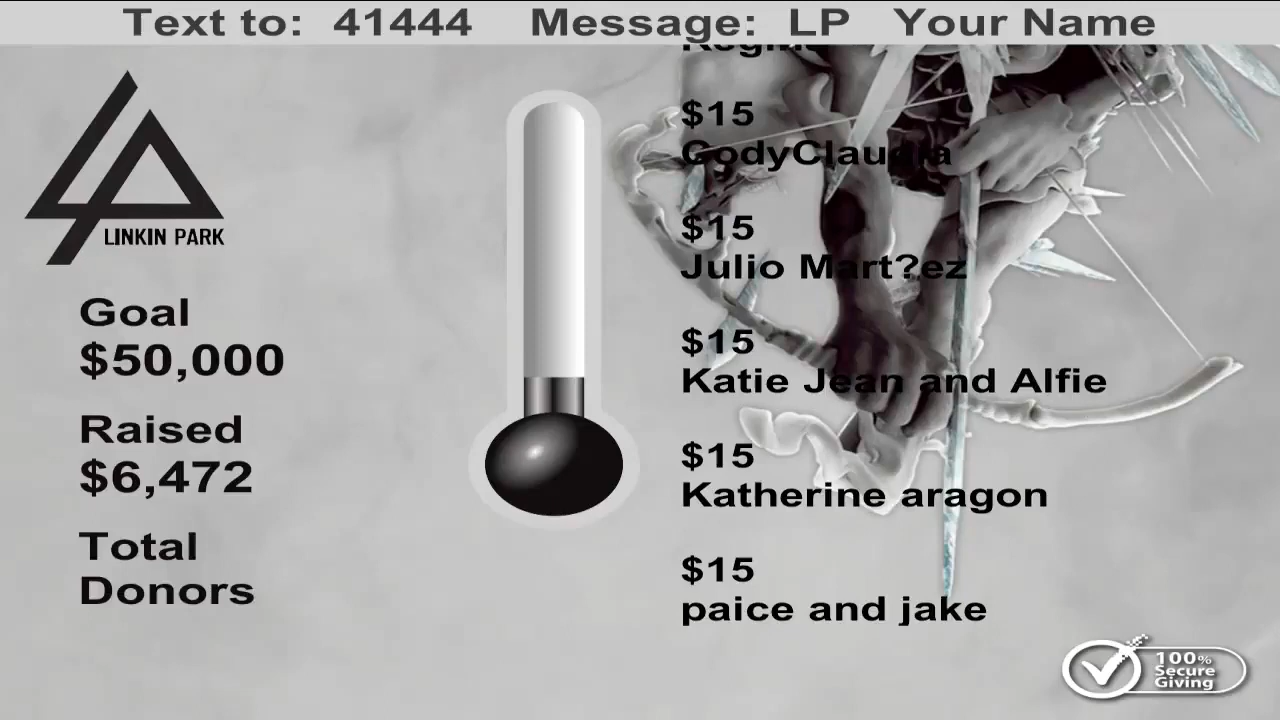 Text to: 41444 Message: LP Your Name
LINKIN PARK
Goal
$50,000
Raised
$6,472
Total
Donors
$15
CodyClaudia
$15
Julio Mart?ez
$15
Katie Jean and Alfie
$15
Katherine aragon
$15
paice and jake
100%
Secure
Giving